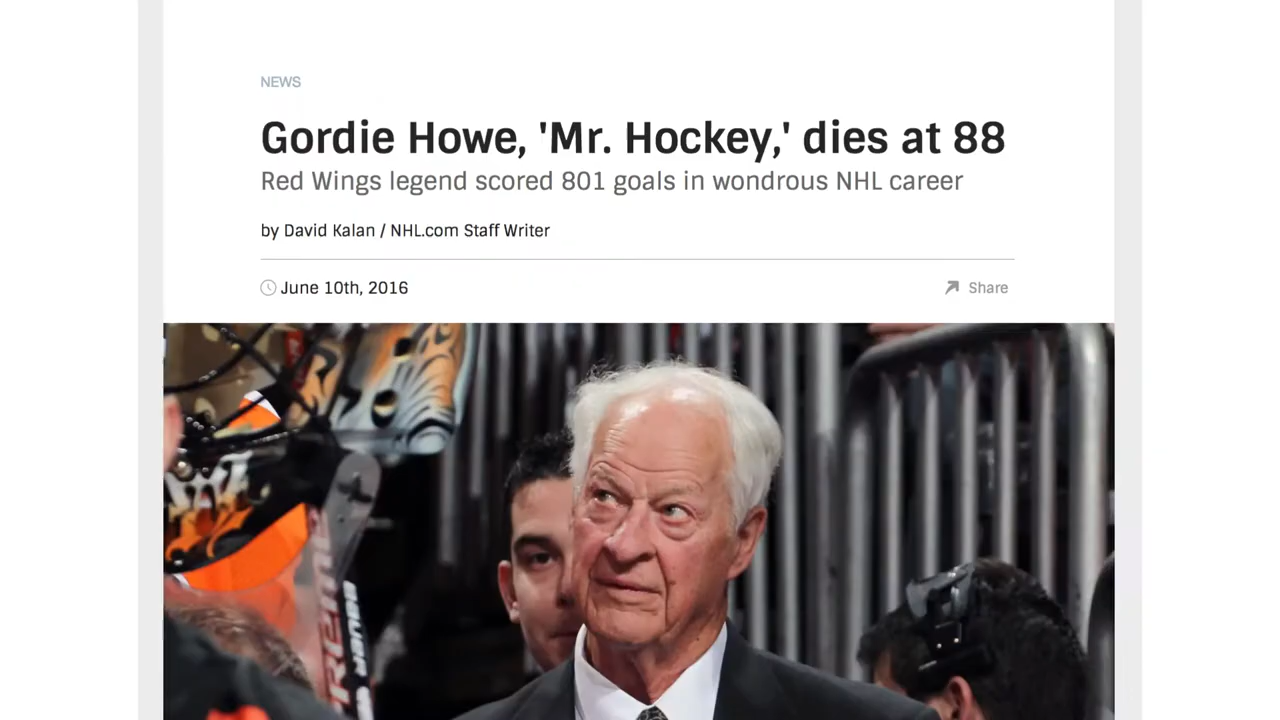 NEWS
Gordie Howe, 'Mr. Hockey,' dies at 88
Red Wings legend scored 801 goals in wondrous NHL career
by David Kalan / NHL.com Staff Writer
June 10th, 2016
Share
BAUER